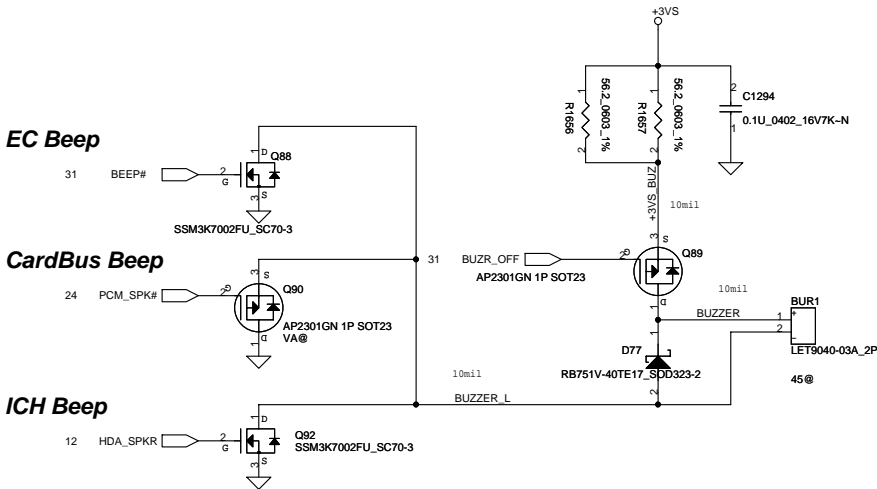 +3VS
1
56.2_0603_1%
R1656
2
1
56.2_0603_1%
R1657
2
2
C1294
0.1U_0402_16V7K~N
1
EC Beep
31 BEEP#
2
G
1
D
Q88
S
3
SSM3K7002FU_SC70-3
+3VS_BUZ
10mil
CardBus Beep
24 PCM_SPK#
2
G
3
S
Q90
D
1
AP2301GN 1P SOT23
VA@
31 BUZR_OFF
AP2301GN 1P SOT23
2
G
3
S
Q89
D
1
10mil
BUZZER
BUR1
1
+
2
-
LET9040-03A_2P
45@
D77
1
RB751V-40TE17_SOD323-2
2
10mil
BUZZER_L
ICH Beep
12 HDA_SPKR
2
G
1
D
Q92
SSM3K7002FU_SC70-3
S
3